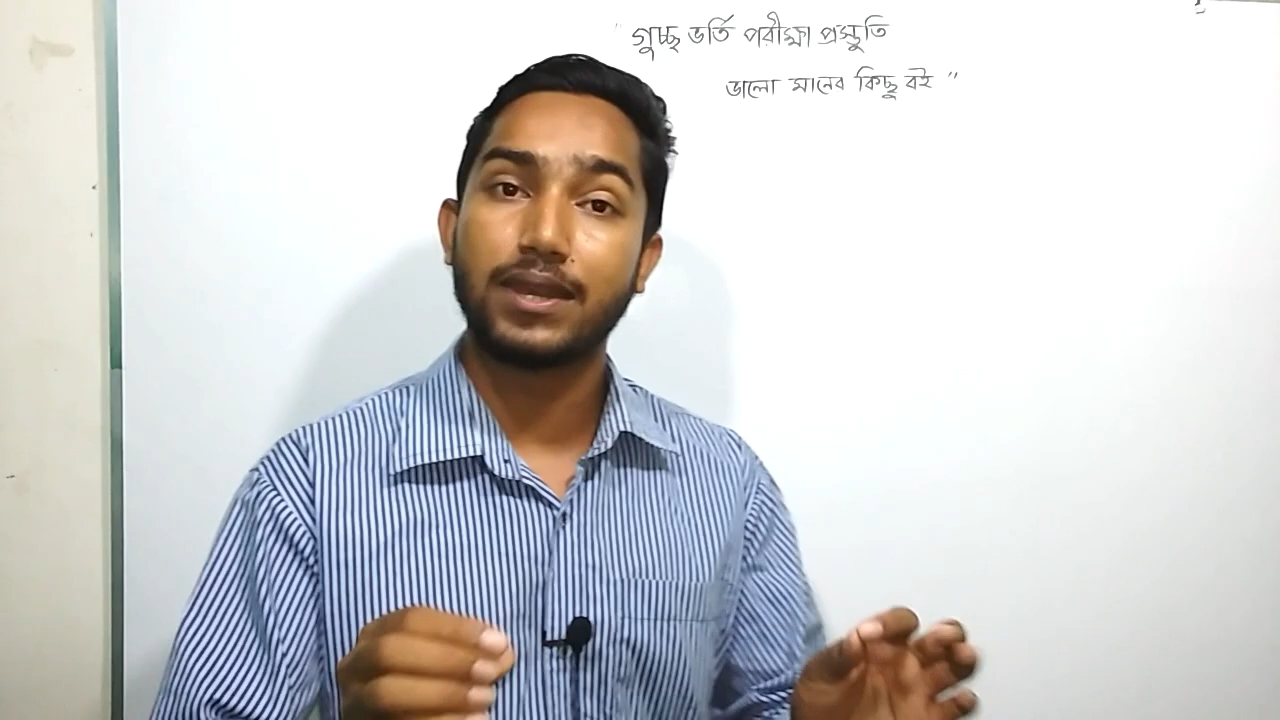 " গুচ্ছ ভর্তি পরীক্ষা প্রস্তুতি
ভালো মানের কিছু বই "